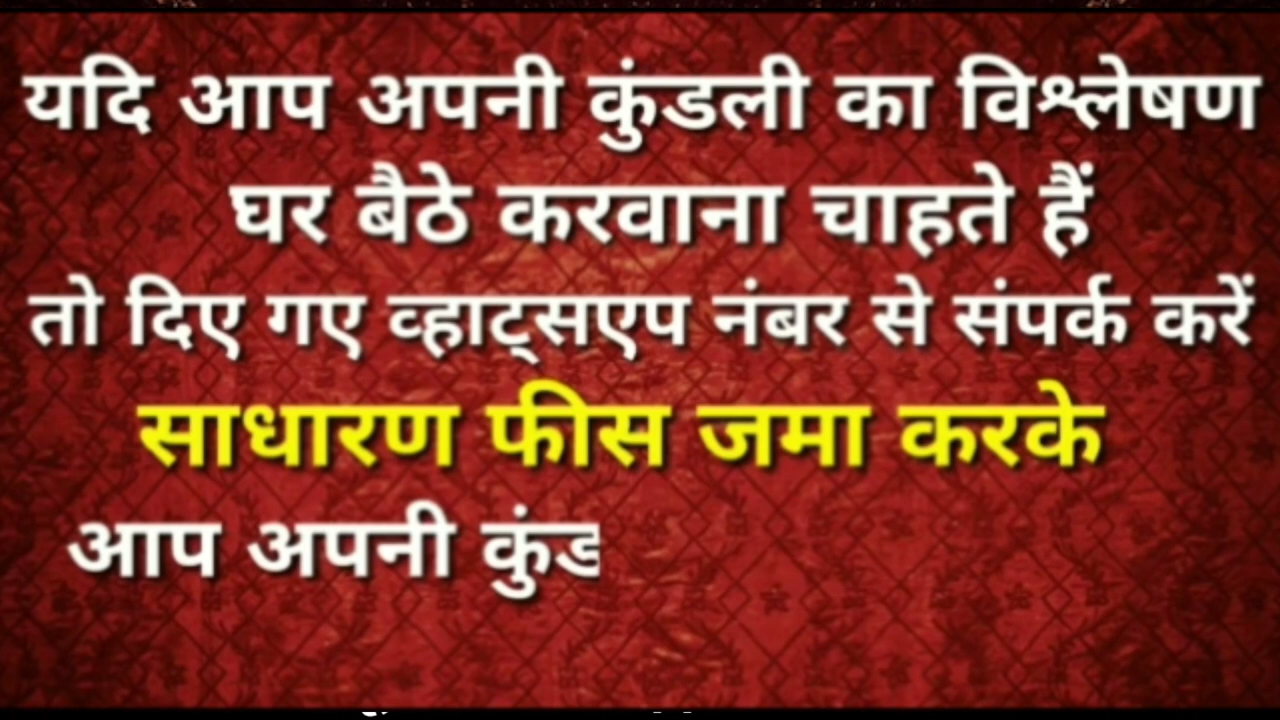 यदि आप अपनी कुंडली का विश्लेषण
घर बैठे करवाना चाहते हैं
तो दिए गए व्हाट्सएप नंबर से संपर्क करें
साधारण फीस जमा करके
आप अपनी कुंड